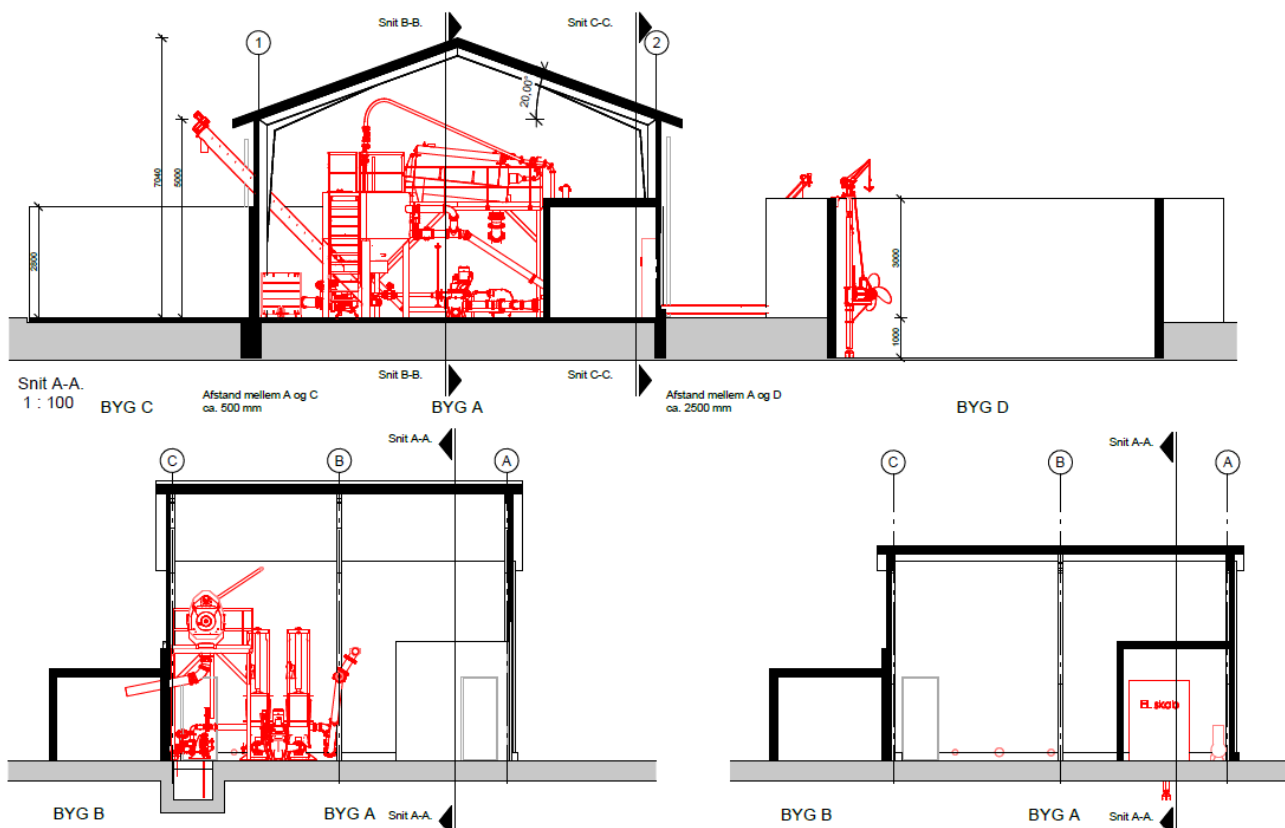 Snit B-B.
Snit C-C.
1
2
20,00°
7040
5000
2800
3000
1000
Snit B-B.
Snit C-C.
Snit A-A.
1 : 100
BYG C
Afstand mellem A og C
ca. 500 mm
BYG A
Afstand mellem A og D
ca. 2500 mm
BYG D
Snit A-A.
C
B
A
BYG B
BYG A
Snit A-A.
Snit A-A.
C
B
A
EL skab
BYG B
BYG A
Snit A-A.